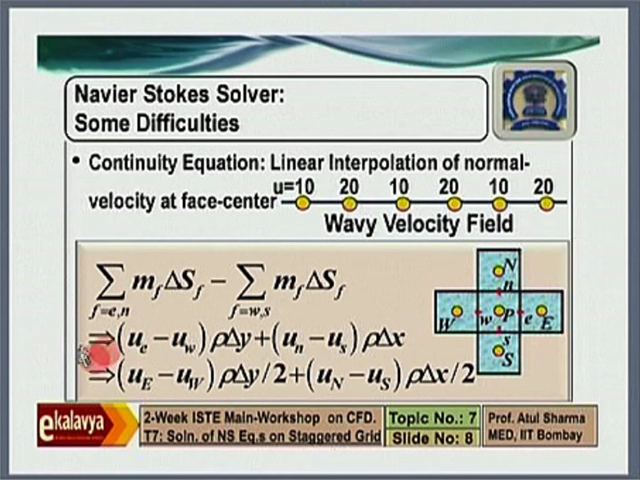 Navier Stokes Solver:
Some Difficulties
• Continuity Equation: Linear Interpolation of normal-
velocity at face-center u=10 20 10 20 10 20
Wavy Velocity Field
∑ m_f ΔS_f − ∑ m_f ΔS_f
f=e,n f=w,s
⇒(u_e − u_w) ρΔy+(u_n − u_s) ρΔx
⇒(u_E − u_W) ρΔy/2+(u_N − u_S) ρΔx/2
N
n
W w P e E
s
S
ekalavya
2-Week ISTE Main-Workshop on CFD.
T7: Soln. of NS Eq.s on Staggered Grid
Topic No.: 7
Slide No: 8
Prof. Atul Sharma
MED, IIT Bombay